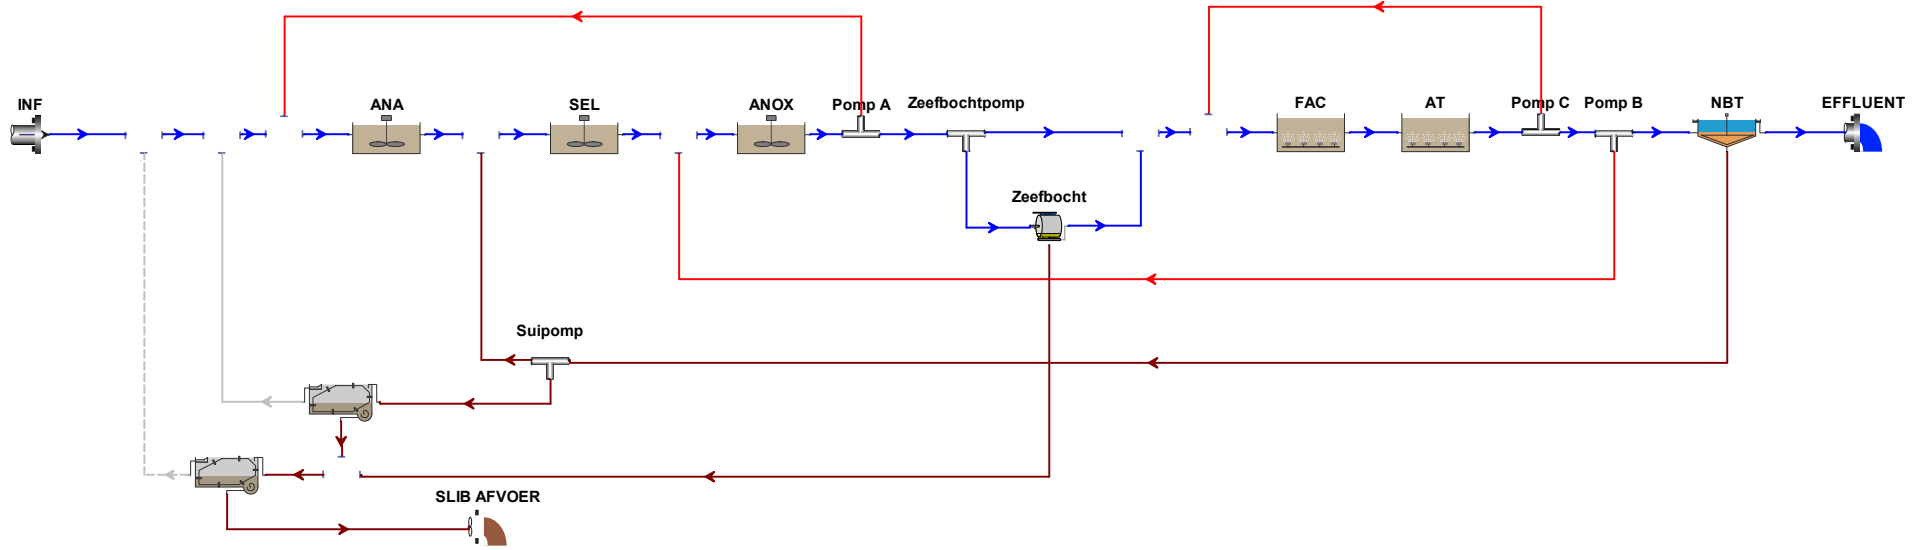 INF
ANA
SEL
ANOX
Pomp A
Zeefbochtpomp
FAC
AT
Pomp C
Pomp B
NBT
EFFLUENT
Zeefbocht
Suipomp
SLIB AFVOER